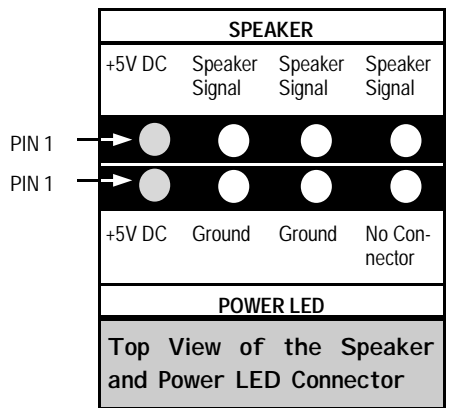 SPEAKER
+5V DC Speaker Speaker Speaker
Signal Signal Signal
PIN 1
PIN 1
+5V DC Ground Ground No Con-
nector
POWER LED
Top View of the Speaker
and Power LED Connector